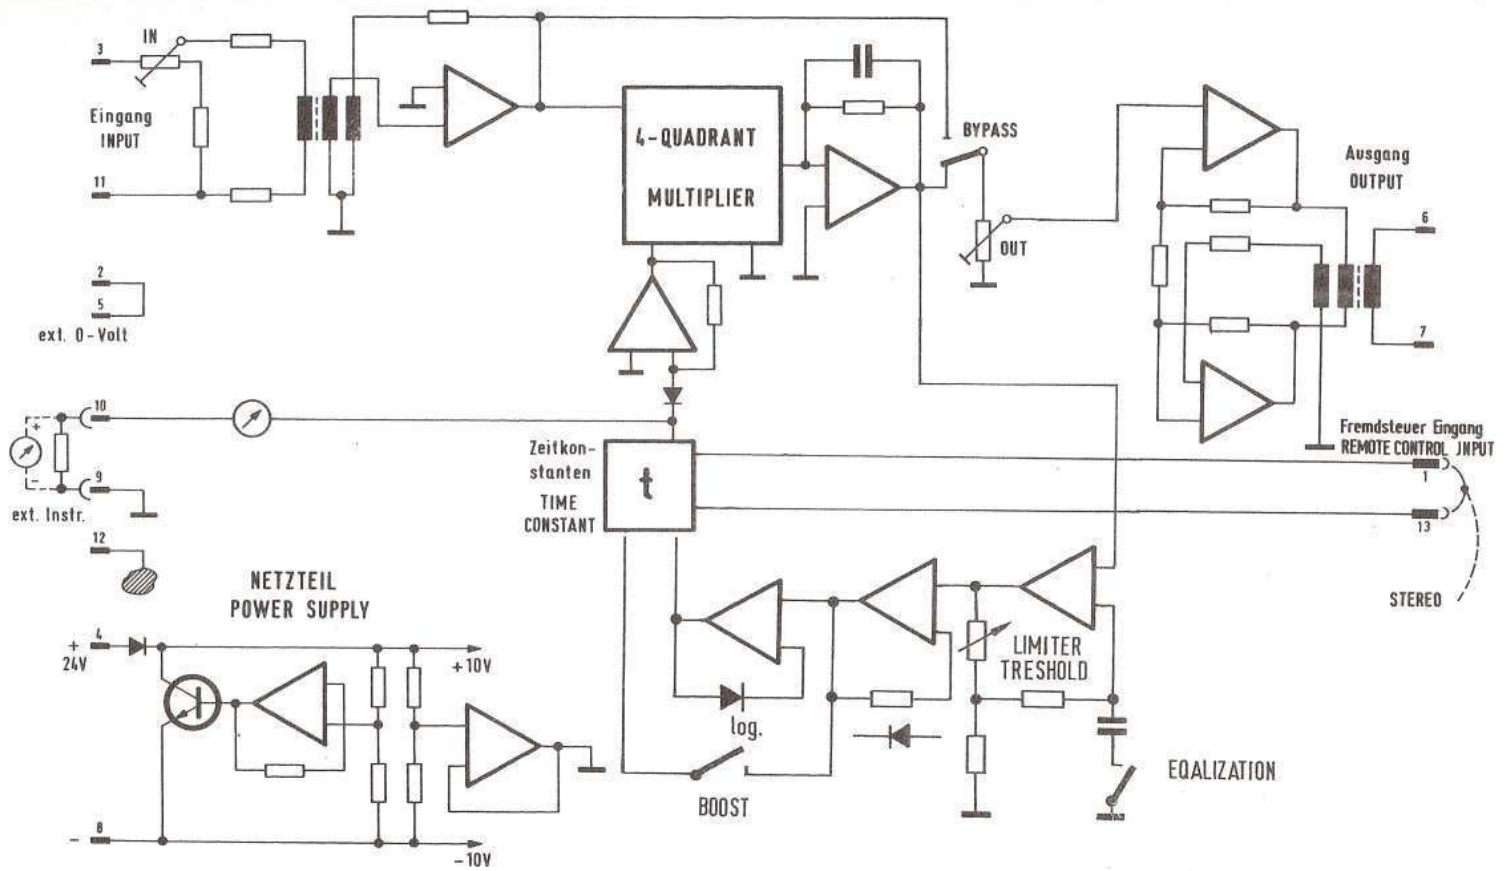 IN
3
Eingang
INPUT
11
2
5
ext. 0-Volt
4-QUADRANT
MULTIPLIER
BYPASS
OUT
Ausgang
OUTPUT
6
7
10
+
-
9
ext. Instr.
12
Zeitkon-
stanten
TIME
CONSTANT
t
Fremdsteuer Eingang
REMOTE CONTROL INPUT
1
13
STEREO
NETZTEIL
POWER SUPPLY
+ 4
24V
+10V
- 8
-10V
log.
BOOST
LIMITER
TRESHOLD
EQALIZATION